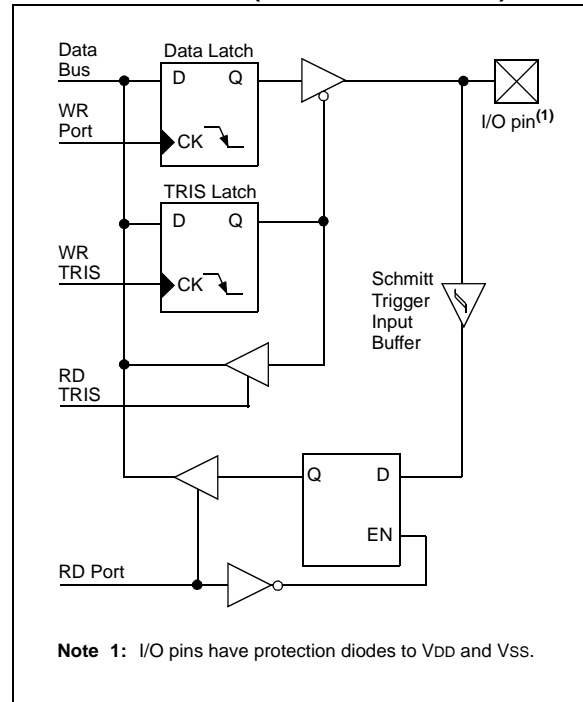 Data
Bus
Data Latch
D Q
WR
Port
CK
I/O pin(1)
TRIS Latch
D Q
WR
TRIS
CK
Schmitt
Trigger
Input
Buffer
RD
TRIS
Q D
EN
RD Port
Note 1: I/O pins have protection diodes to VDD and VSS.